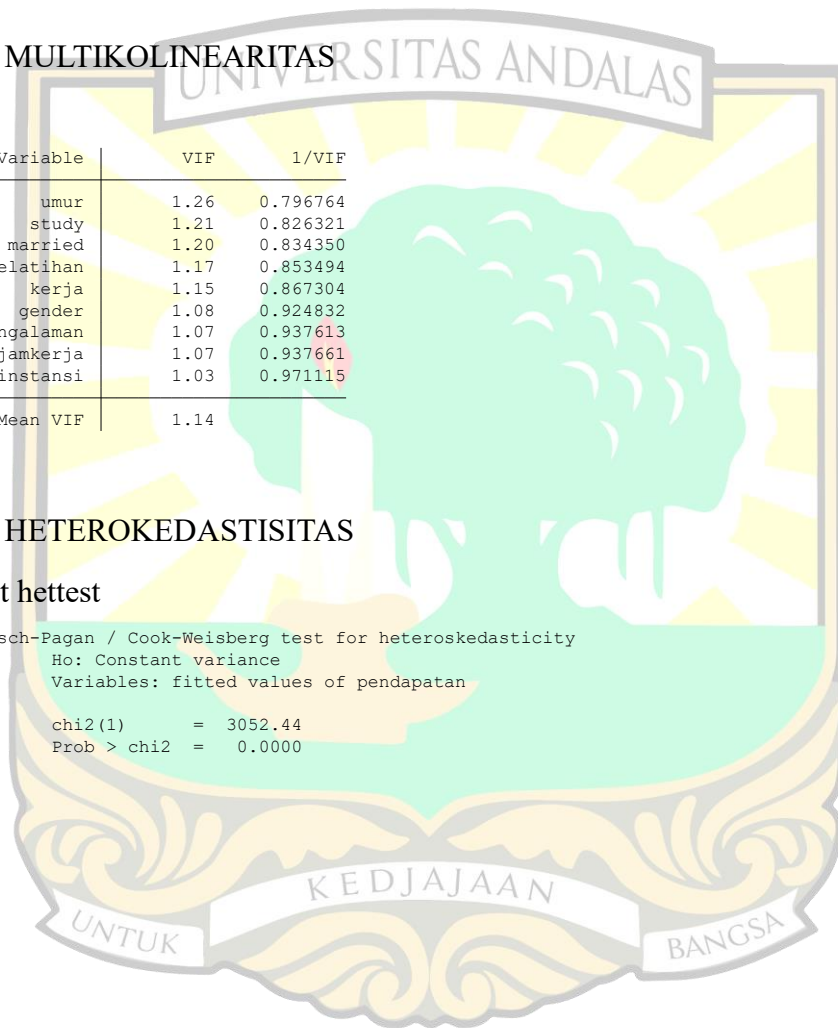 MULTIKOLINEARITAS
UNIVERSITAS ANDALAS
Variable VIF 1/VIF
umur 1.26 0.796764
study 1.21 0.826321
married 1.20 0.834350
elatihan 1.17 0.853494
kerja 1.15 0.867304
gender 1.08 0.924832
ngalaman 1.07 0.937613
jamkerja 1.07 0.937661
instansi 1.03 0.971115
Mean VIF 1.14
HETEROKEDASTISITAS
t hettest
sch-Pagan / Cook-Weisberg test for heteroskedasticity
Ho: Constant variance
Variables: fitted values of pendapatan
chi2(1) = 3052.44
Prob > chi2 = 0.0000
KEDJAJAAN
UNTUK
BANGSA